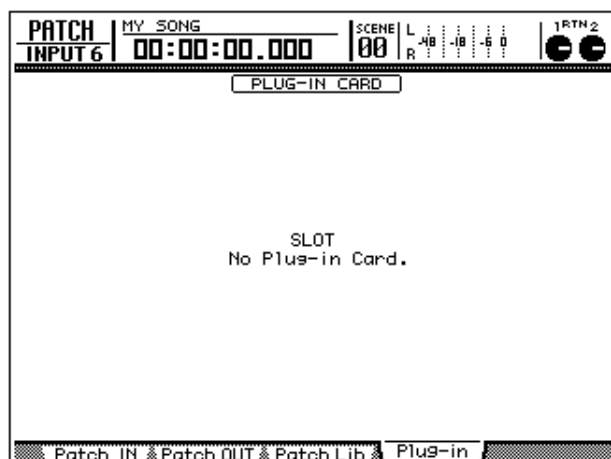 PATCH MY SONG SCENE L 1 RTN 2
INPUT 6 00:00:00.000 00 R -48 -18 -6 0
PLUG-IN CARD
SLOT
No Plug-in Card.
Patch IN Patch OUT Patch Lib Plug-in